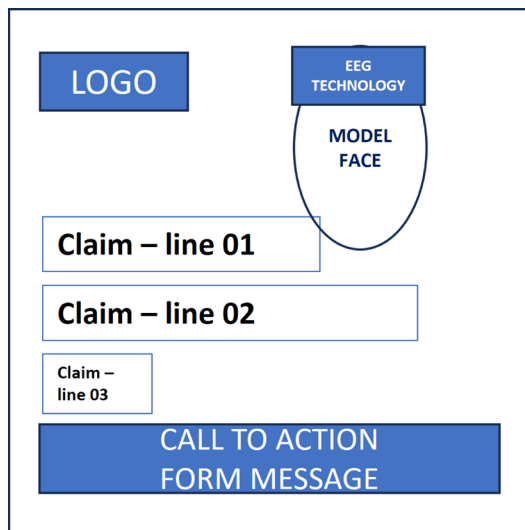 LOGO
EEG
TECHNOLOGY
MODEL
FACE
Claim – line 01
Claim – line 02
Claim –
line 03
CALL TO ACTION
FORM MESSAGE